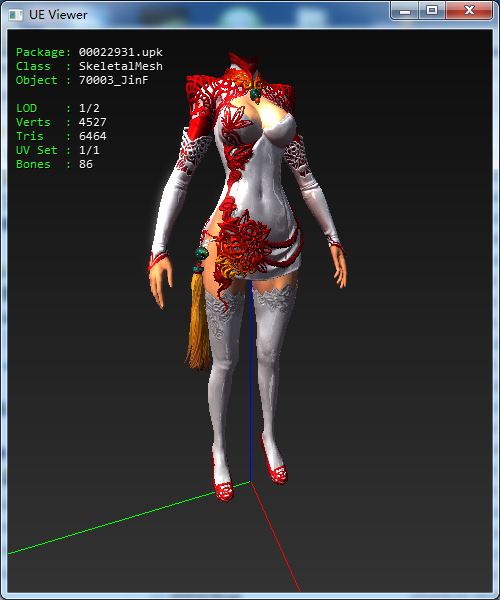 UE Viewer
Package: 00022931.upk
Class : SkeletalMesh
Object : 70003_JinF
LOD : 1/2
Verts : 4527
Tris : 6464
UV Set : 1/1
Bones : 86